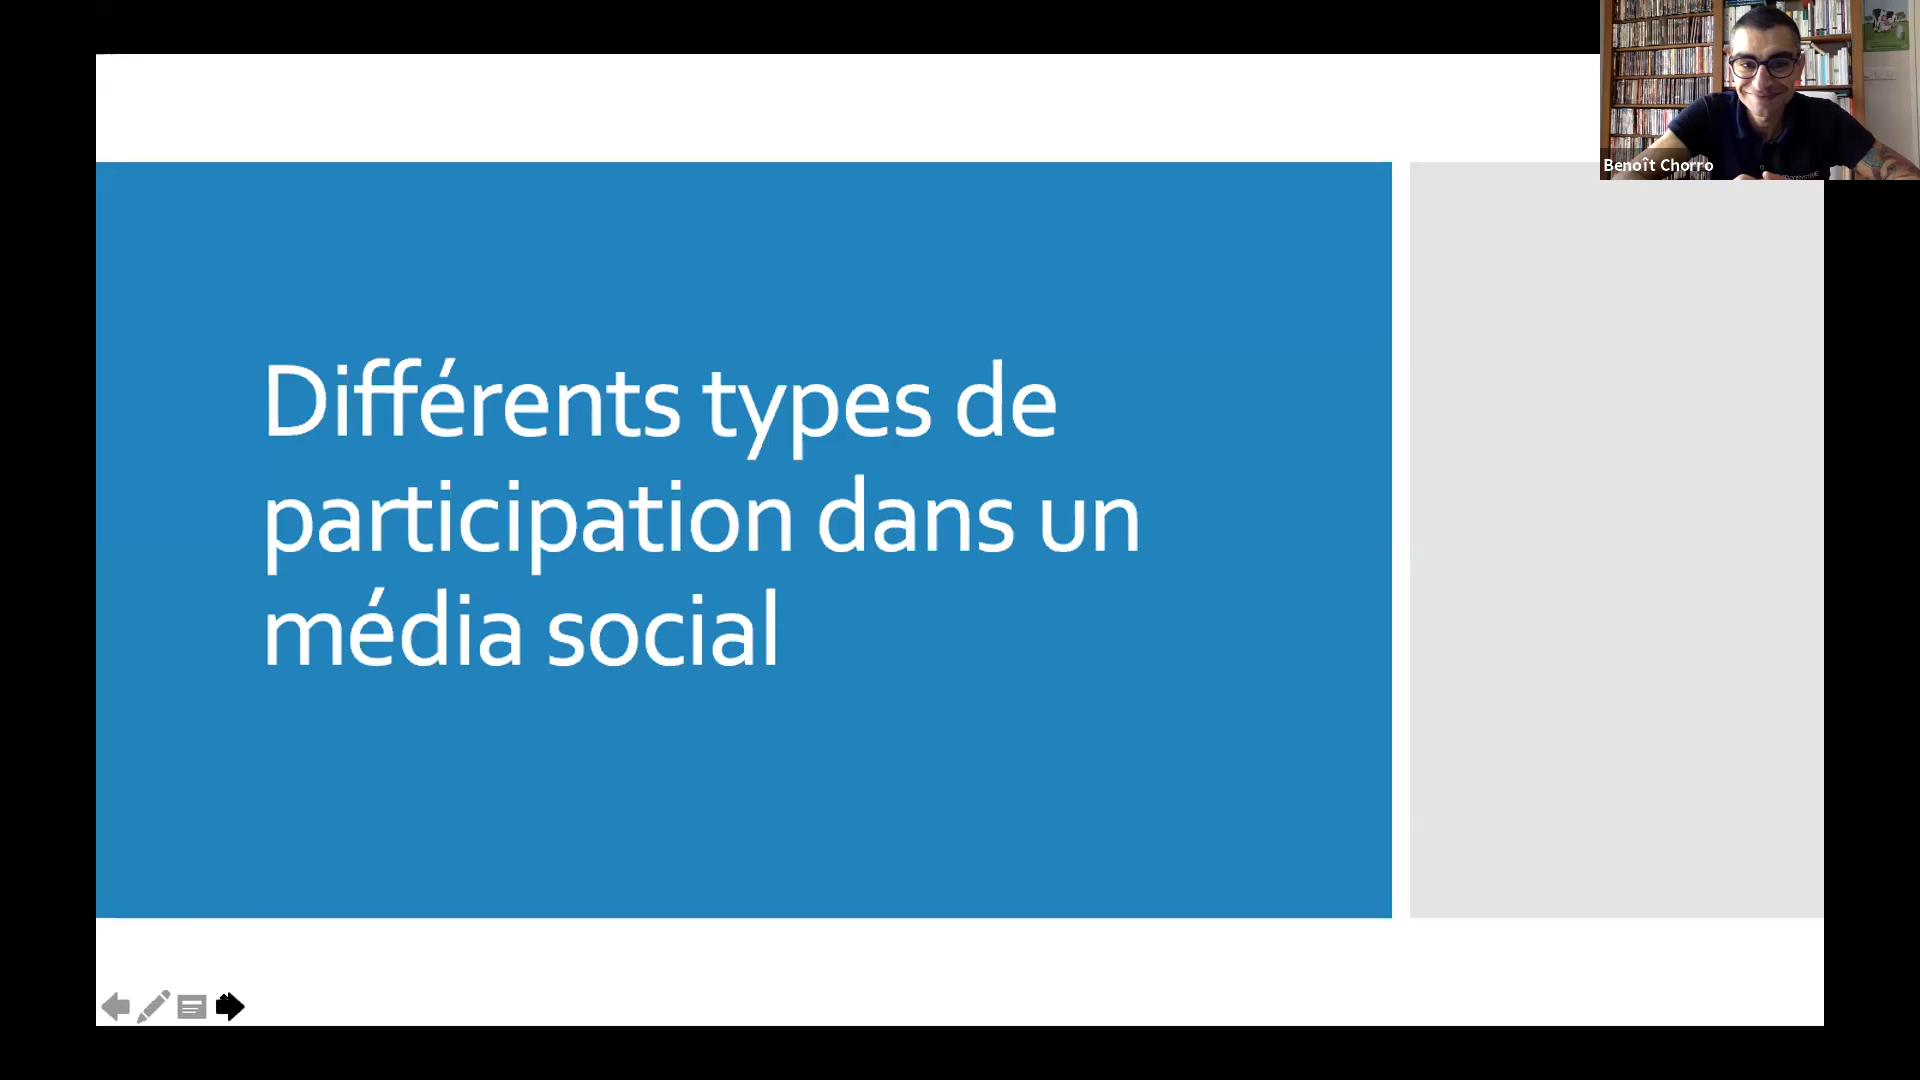 Différents types de
participation dans un
média social
Benoît Chorro